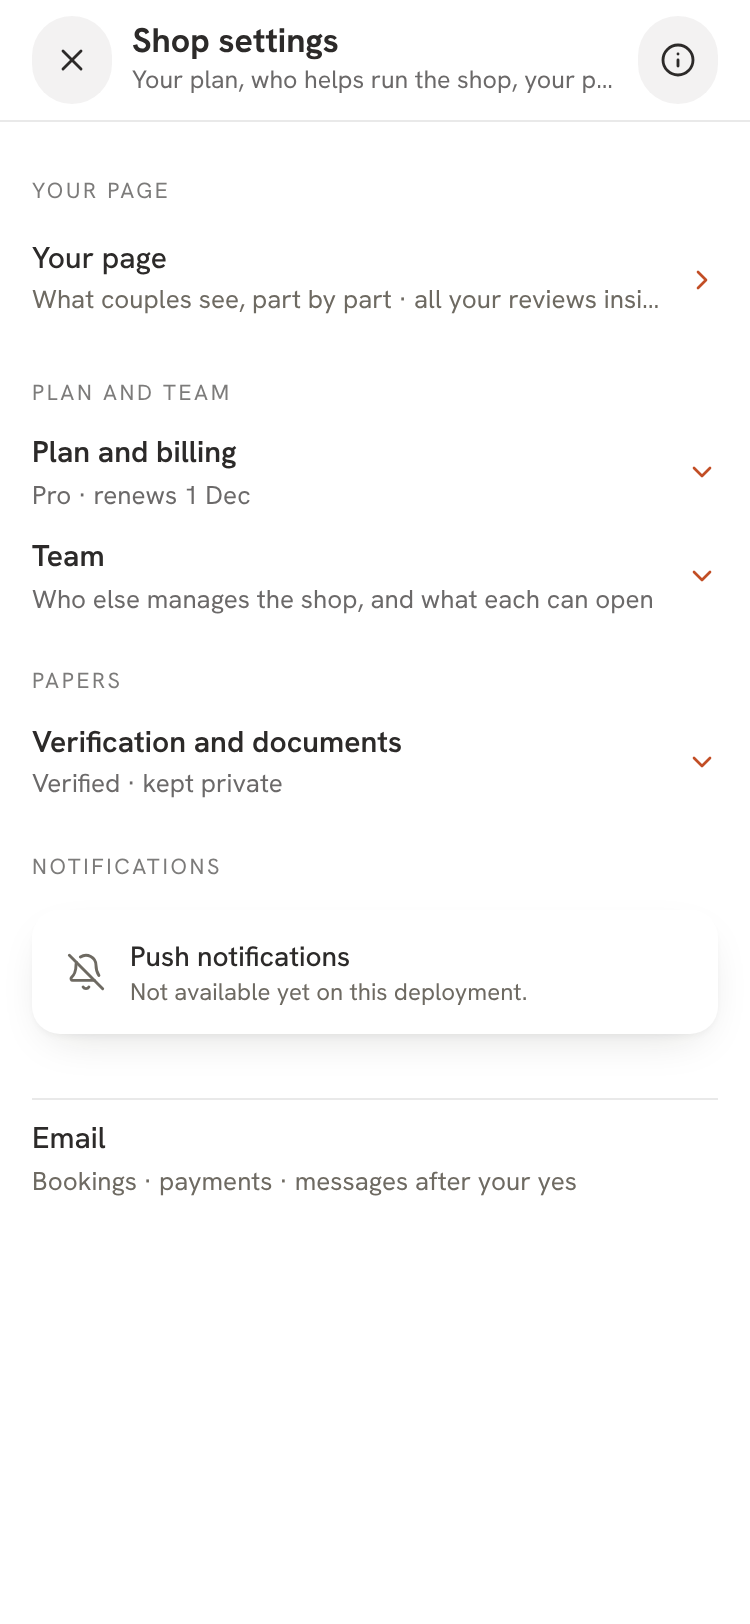 Shop settings
Your plan, who helps run the shop, your p...
YOUR PAGE
Your page
What couples see, part by part · all your reviews insi...
PLAN AND TEAM
Plan and billing
Pro · renews 1 Dec
Team
Who else manages the shop, and what each can open
PAPERS
Verification and documents
Verified · kept private
NOTIFICATIONS
Push notifications
Not available yet on this deployment.
Email
Bookings · payments · messages after your yes